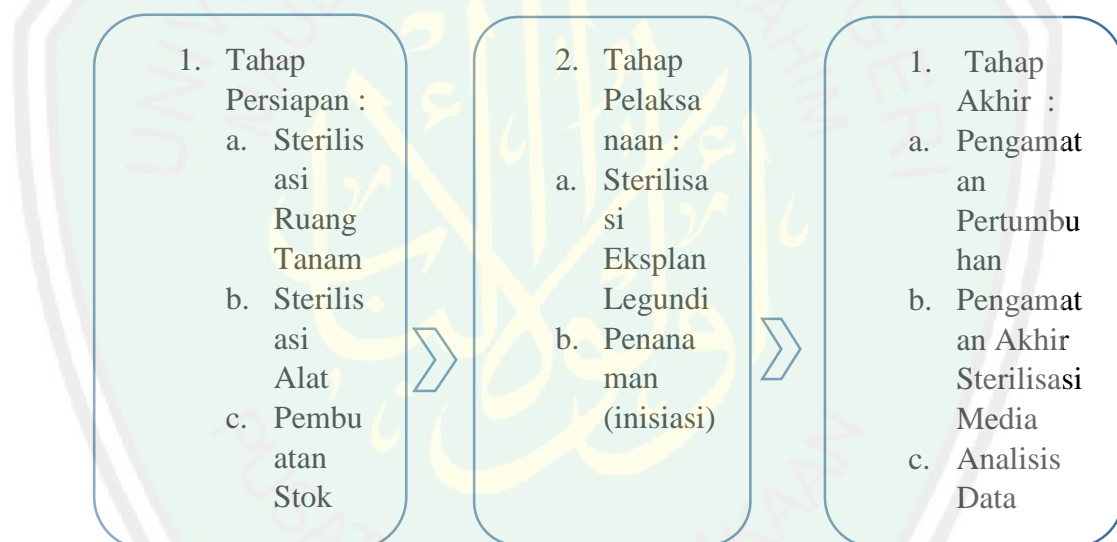 1. Tahap
Persiapan :
a. Sterilis
asi
Ruang
Tanam
b. Sterilis
asi
Alat
c. Pembu
atan
Stok
2. Tahap
Pelaksa
naan :
a. Sterilisa
si
Eksplan
Legundi
b. Penana
man
(inisiasi)
1. Tahap
Akhir :
a. Pengamat
an
Pertumbu
han
b. Pengamat
an Akhir
Sterilisasi
Media
c. Analisis
Data